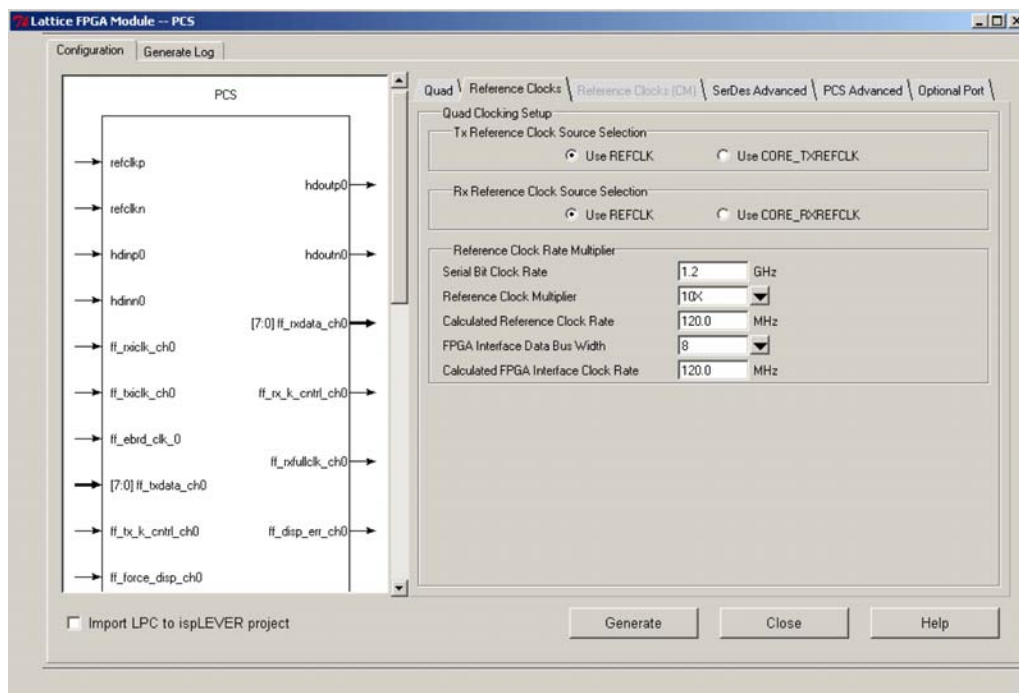 Lattice FPGA Module -- PCS
Configuration Generate Log
PCS
refclkp
hdoutp0
refclkn
hdinp0 hdoutn0
hdinn0
[7:0] ff_rxdata_ch0
ff_rxiclk_ch0
ff_txiclk_ch0 ff_rx_k_cntrl_ch0
ff_ebrd_clk_0
ff_rxfullclk_ch0
[7:0] ff_txdata_ch0
ff_tx_k_cntrl_ch0 ff_disp_err_ch0
ff_force_disp_ch0
Quad Reference Clocks Reference Clocks (CM) SerDes Advanced PCS Advanced Optional Port
Quad Clocking Setup
Tx Reference Clock Source Selection
Use REFCLK Use CORE_TXREFCLK
Rx Reference Clock Source Selection
Use REFCLK Use CORE_RXREFCLK
Reference Clock Rate Multiplier
Serial Bit Clock Rate 1.2 GHz
Reference Clock Multiplier 10X
Calculated Reference Clock Rate 120.0 MHz
FPGA Interface Data Bus Width 8
Calculated FPGA Interface Clock Rate 120.0 MHz
Import LPC to ispLEVER project
Generate Close Help